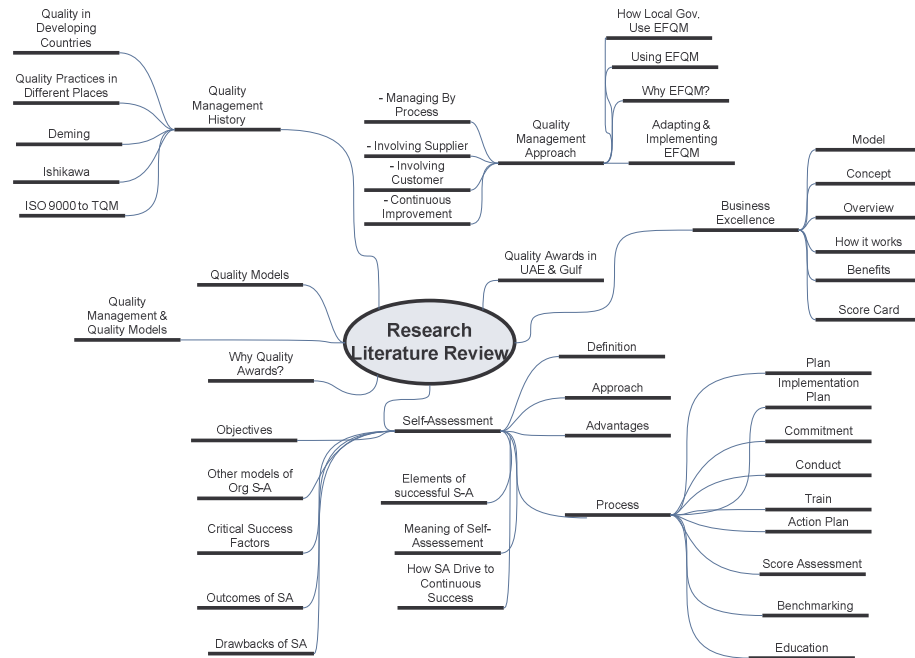 Quality in
Developing
Countries
Quality Practices in
Different Places
Deming
Ishikawa
ISO 9000 to TQM
Quality
Management
History
- Managing By
Process
- Involving Supplier
- Involving
Customer
- Continuous
Improvement
Quality
Management
Approach
How Local Gov.
Use EFQM
Using EFQM
Why EFQM?
Adapting &
Implementing
EFQM
Business
Excellence
Model
Concept
Overview
How it works
Benefits
Score Card
Quality Awards in
UAE & Gulf
Quality Models
Quality
Management &
Quality Models
Why Quality
Awards?
Research
Literature Review
Self-Assessment
Objectives
Other models of
Org S-A
Critical Success
Factors
Outcomes of SA
Drawbacks of SA
Definition
Approach
Advantages
Elements of
successful S-A
Meaning of Self-
Assessement
How SA Drive to
Continuous
Success
Process
Plan
Implementation
Plan
Commitment
Conduct
Train
Action Plan
Score Assessment
Benchmarking
Education